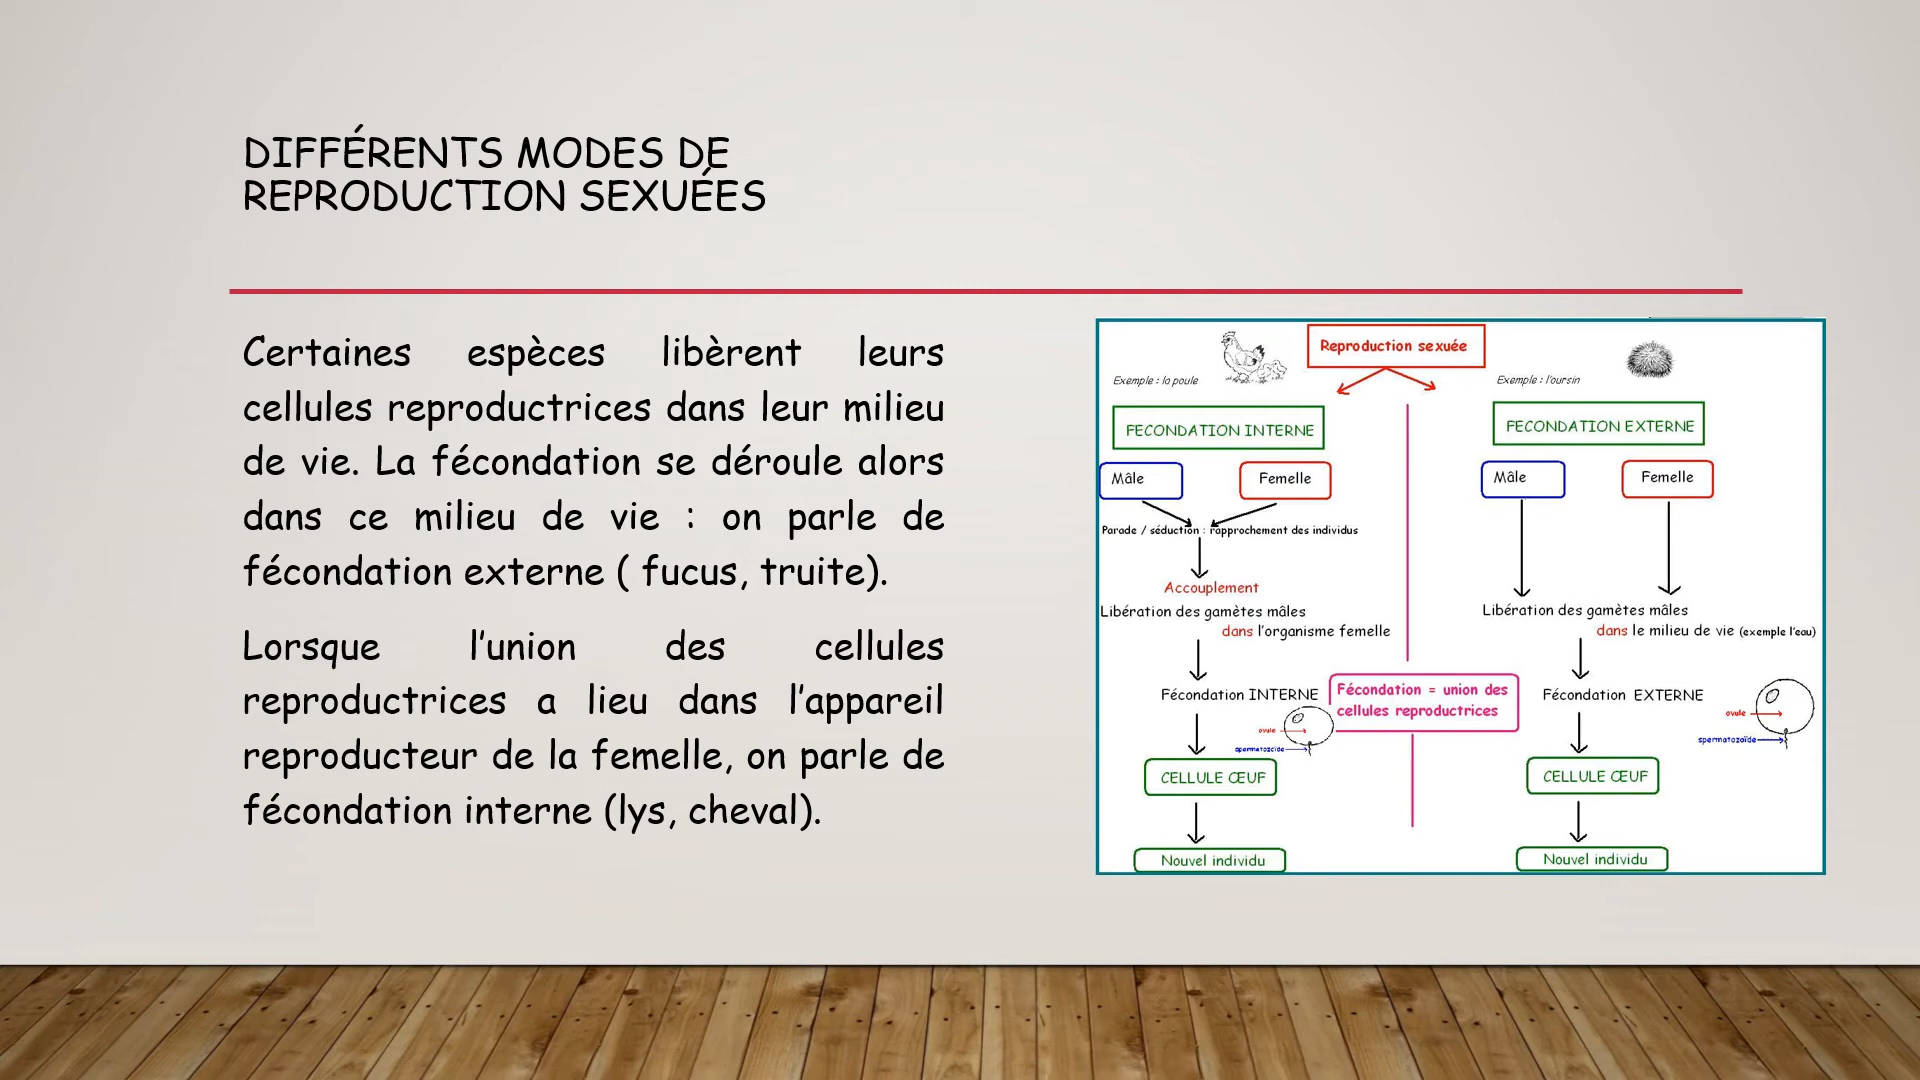 DIFFÉRENTS MODES DE
REPRODUCTION SEXUÉES
Certaines espèces libèrent leurs
cellules reproductrices dans leur milieu
de vie. La fécondation se déroule alors
dans ce milieu de vie : on parle de
fécondation externe ( fucus, truite).
Lorsque l’union des cellules
reproductrices a lieu dans l’appareil
reproducteur de la femelle, on parle de
fécondation interne (lys, cheval).
Reproduction sexuée
Exemple : la poule
FECONDATION INTERNE
Mâle
Femelle
Parade / séduction : rapprochement des individus
Accouplement
Libération des gamètes mâles
dans l'organisme femelle
Fécondation INTERNE
ovule
spermatozoïde
CELLULE ŒUF
Nouvel individu
Fécondation = union des
cellules reproductrices
Exemple : l'oursin
FECONDATION EXTERNE
Mâle
Femelle
Libération des gamètes mâles
dans le milieu de vie (exemple l'eau)
Fécondation EXTERNE
ovule
spermatozoïde
CELLULE ŒUF
Nouvel individu